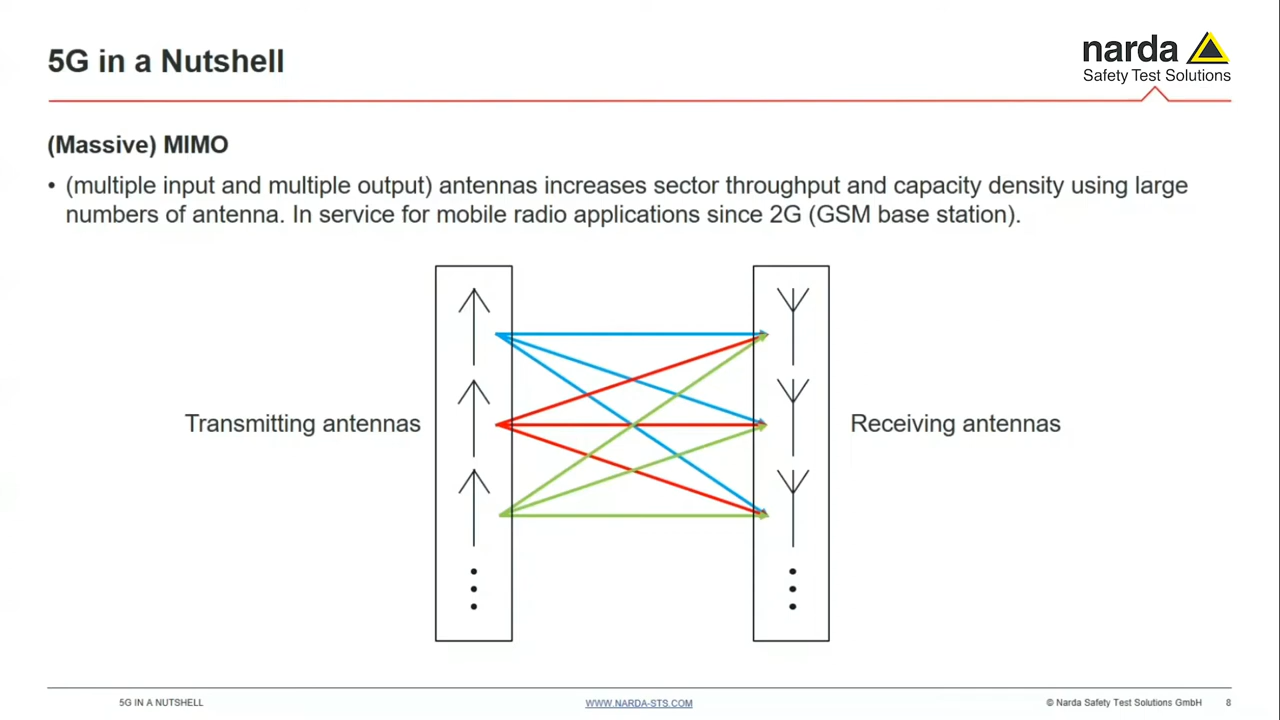 5G in a Nutshell
narda
Safety Test Solutions
(Massive) MIMO
• (multiple input and multiple output) antennas increases sector throughput and capacity density using large
numbers of antenna. In service for mobile radio applications since 2G (GSM base station).
Transmitting antennas
Receiving antennas
5G IN A NUTSHELL
WWW.NARDA-STS.COM
© Narda Safety Test Solutions GmbH 8